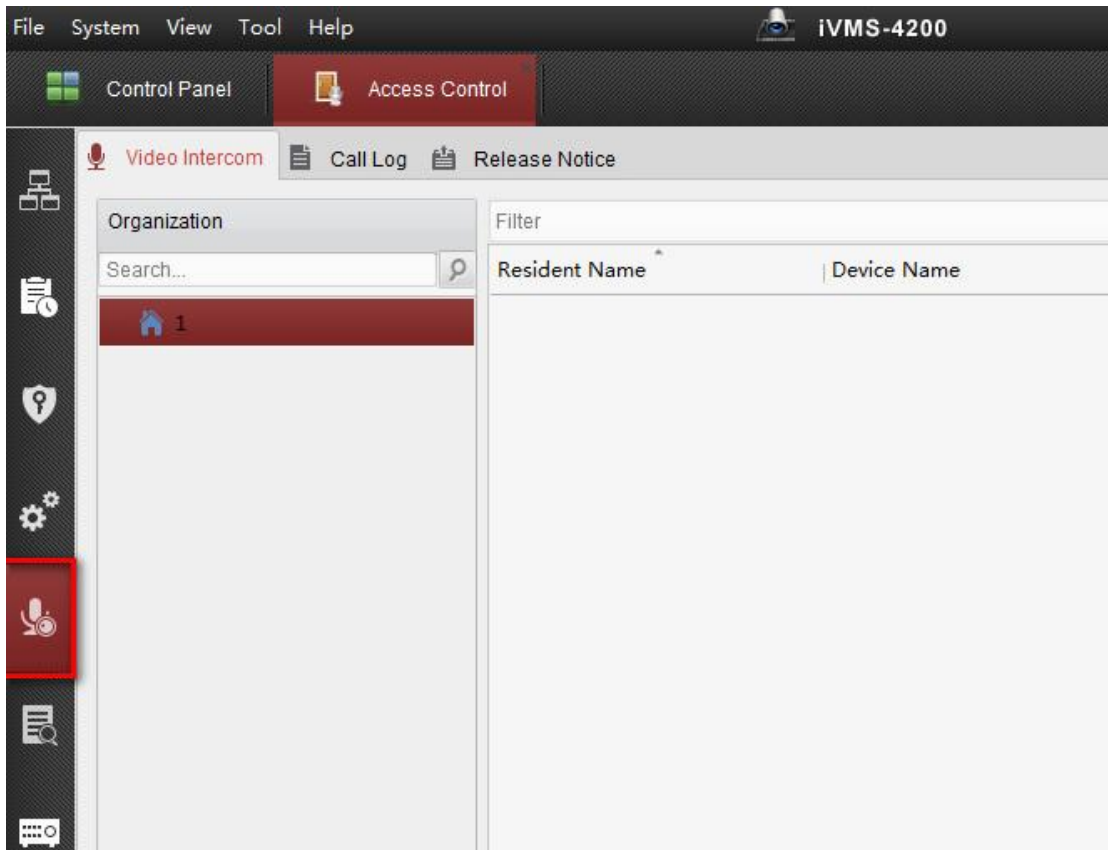 File System View Tool Help iVMS-4200
Control Panel Access Control
Video Intercom Call Log Release Notice
Organization Filter
Search... Resident Name Device Name
1